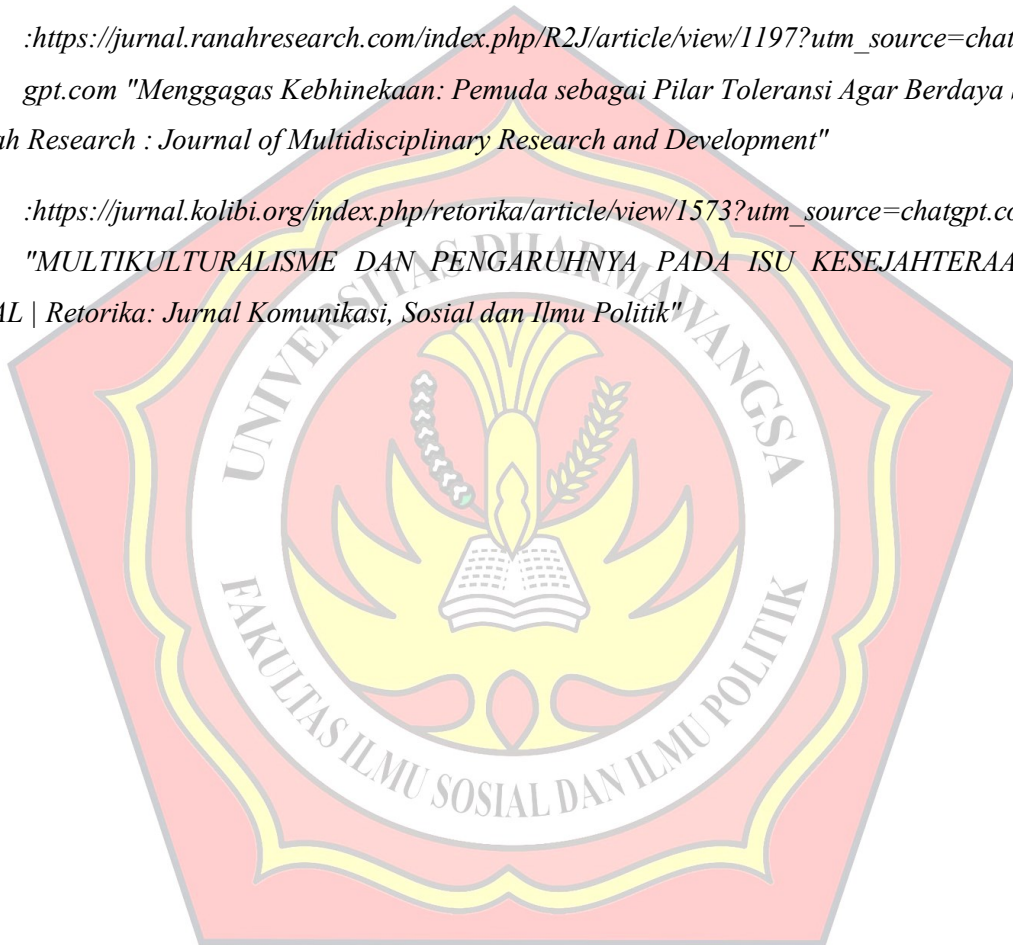 :https://jurnal.ranahresearch.com/index.php/R2J/article/view/1197?utm_source=chat
gpt.com "Menggagas Kebhinekaan: Pemuda sebagai Pilar Toleransi Agar Berdaya
ah Research : Journal of Multidisciplinary Research and Development"
:https://jurnal.kolibi.org/index.php/retorika/article/view/1573?utm_source=chatgpt.co
"MULTIKULTURALISME DAN PENGARUHNYA PADA ISU KESEJAHTERAA
AL | Retorika: Jurnal Komunikasi, Sosial dan Ilmu Politik"
UNIVERSITAS DHARMAWANGSA
FAKULTAS ILMU SOSIAL DAN ILMU POLITIK